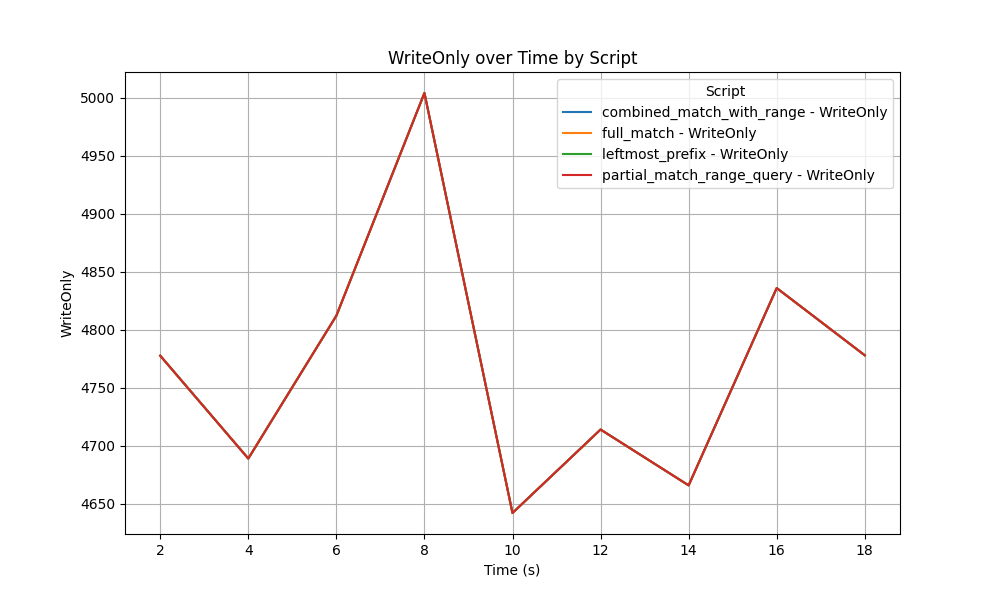 WriteOnly over Time by Script
Script
combined_match_with_range - WriteOnly
full_match - WriteOnly
leftmost_prefix - WriteOnly
partial_match_range_query - WriteOnly
WriteOnly
5000
4950
4900
4850
4800
4750
4700
4650
2 4 6 8 10 12 14 16 18
Time (s)